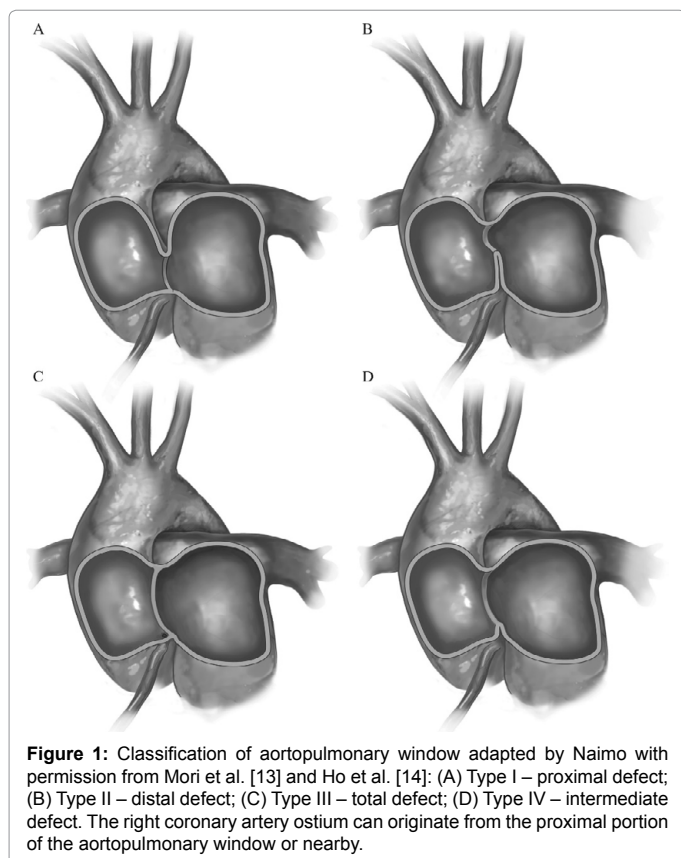 A
B
C
D
Figure 1: Classification of aortopulmonary window adapted by Naimo with
permission from Mori et al. [13] and Ho et al. [14]: (A) Type I – proximal defect;
(B) Type II – distal defect; (C) Type III – total defect; (D) Type IV – intermediate
defect. The right coronary artery ostium can originate from the proximal portion
of the aortopulmonary window or nearby.